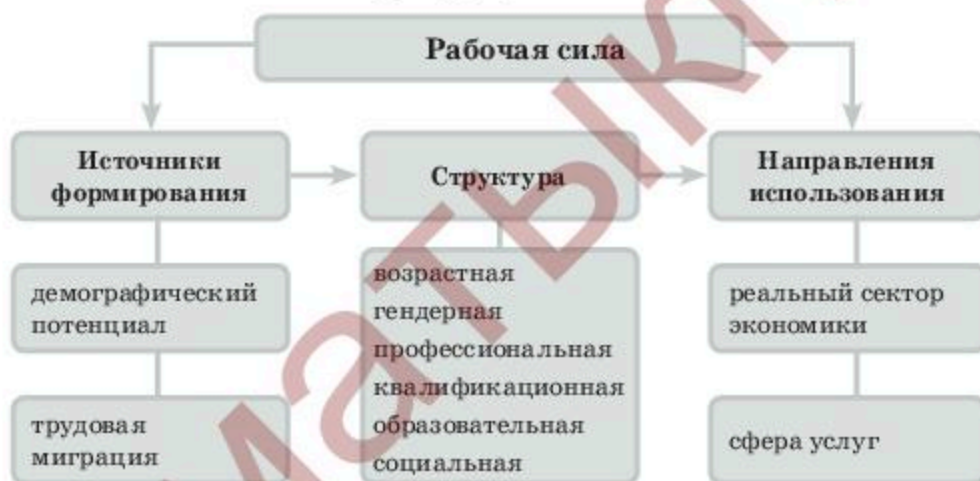 Рабочая сила
Источники
формирования
Структура
Направления
использования
демографический
потенциал
возрастная
гендерная
профессиональная
квалификационная
образовательная
социальная
реальный сектор
экономики
трудовая
миграция
сфера услуг